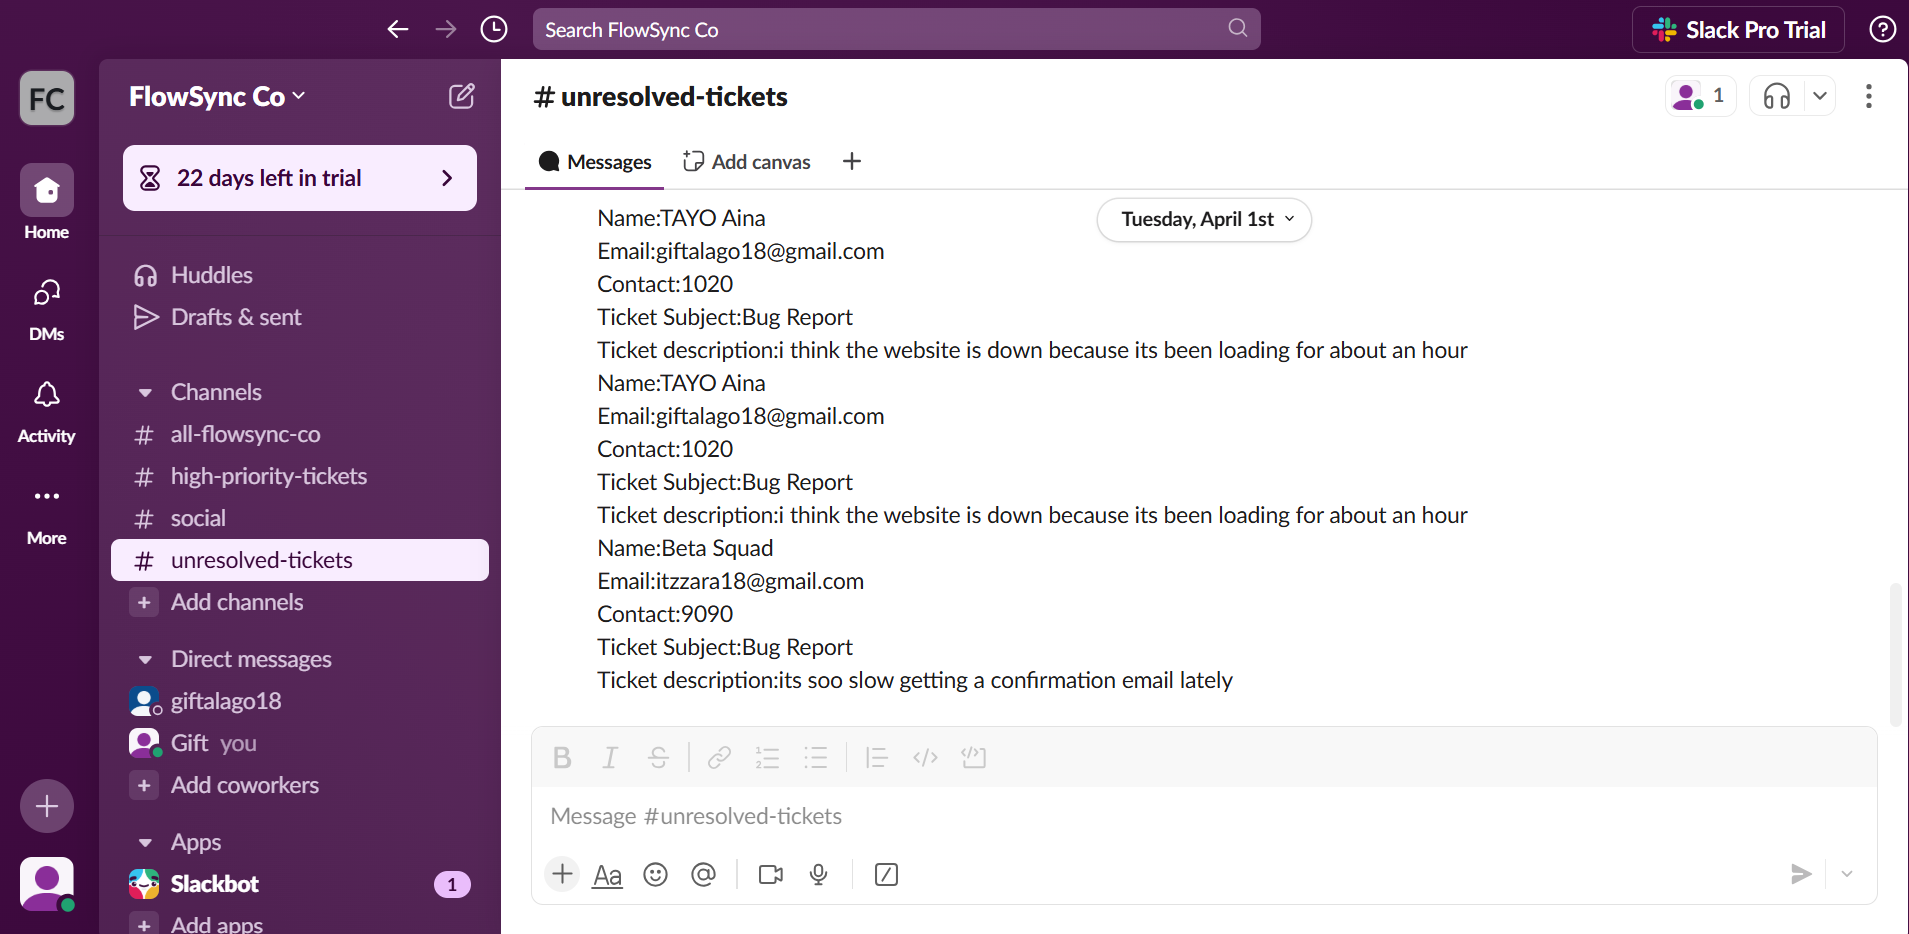 Search FlowSync Co
Slack Pro Trial
FC
Home
DMs
Activity
More
FlowSync Co
22 days left in trial
Huddles
Drafts & sent
Channels
# all-flowsync-co
# high-priority-tickets
# social
# unresolved-tickets
+ Add channels
Direct messages
giftalago18
Gift you
+ Add coworkers
Apps
Slackbot 1
+ Add apps
# unresolved-tickets
1
Messages
Add canvas
Tuesday, April 1st
Name:TAYO Aina
Email:giftalago18@gmail.com
Contact:1020
Ticket Subject:Bug Report
Ticket description:i think the website is down because its been loading for about an hour
Name:TAYO Aina
Email:giftalago18@gmail.com
Contact:1020
Ticket Subject:Bug Report
Ticket description:i think the website is down because its been loading for about an hour
Name:Beta Squad
Email:itzzara18@gmail.com
Contact:9090
Ticket Subject:Bug Report
Ticket description:its soo slow getting a confirmation email lately
Message #unresolved-tickets
Aa